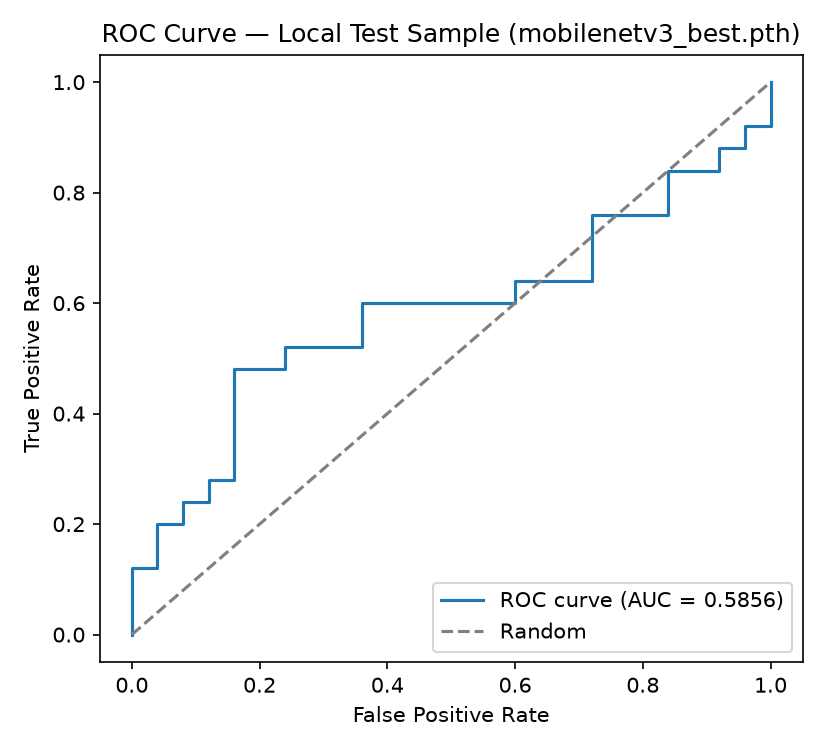 ROC Curve — Local Test Sample (mobilenetv3_best.pth)
1.0
0.8
0.6
0.4
0.2
0.0
True Positive Rate
ROC curve (AUC = 0.5856)
Random
0.0 0.2 0.4 0.6 0.8 1.0
False Positive Rate